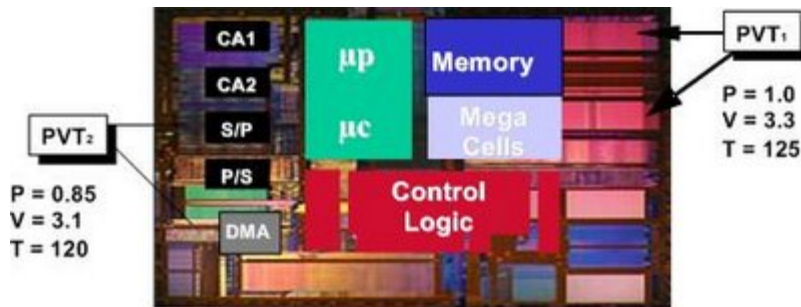 CA1
CA2
S/P
P/S
DMA
μp
μc
Memory
Mega
Cells
Control
Logic
PVT₁
P = 1.0
V = 3.3
T = 125
PVT₂
P = 0.85
V = 3.1
T = 120